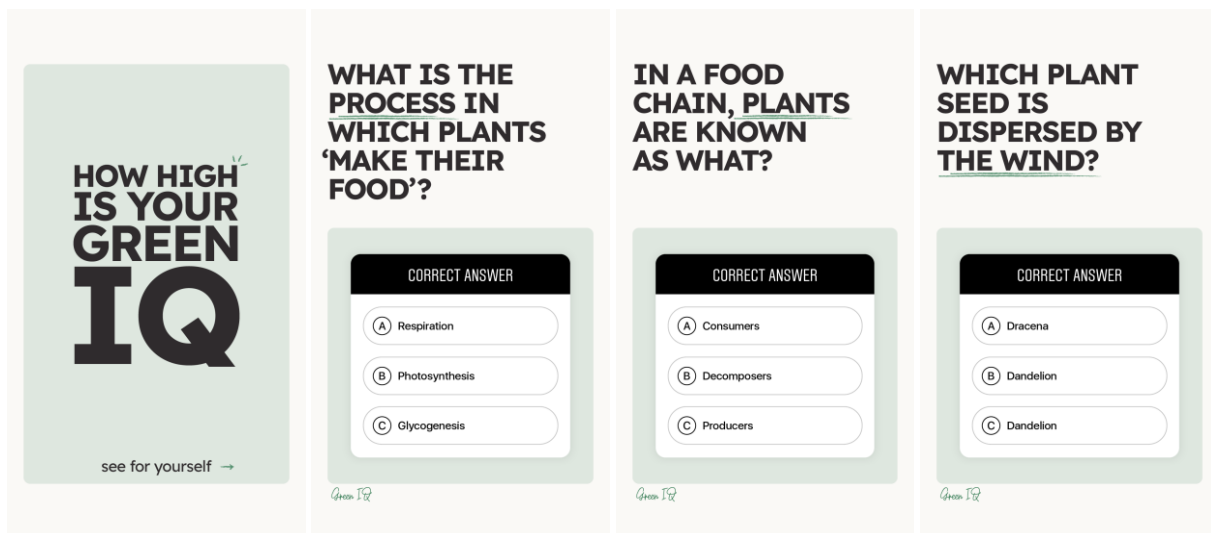 HOW HIGH
IS YOUR
GREEN
IQ
see for yourself →
WHAT IS THE
PROCESS IN
WHICH PLANTS
‘MAKE THEIR
FOOD’?
CORRECT ANSWER
A Respiration
B Photosynthesis
C Glycogenesis
Green IQ
IN A FOOD
CHAIN, PLANTS
ARE KNOWN
AS WHAT?
CORRECT ANSWER
A Consumers
B Decomposers
C Producers
Green IQ
WHICH PLANT
SEED IS
DISPERSED BY
THE WIND?
CORRECT ANSWER
A Dracena
B Dandelion
C Dandelion
Green IQ